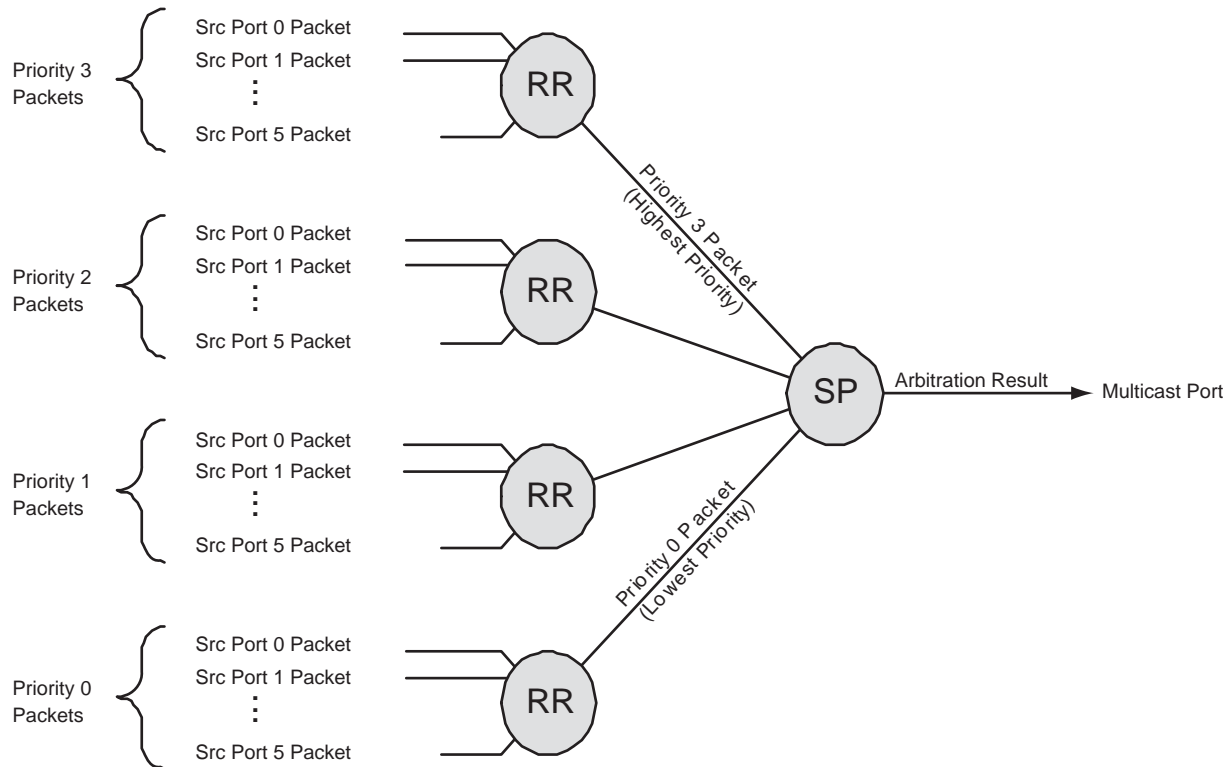 Priority 3
Packets
Src Port 0 Packet
Src Port 1 Packet
Src Port 5 Packet
RR
Priority 3 Packet
(Highest Priority)
Priority 2
Packets
Src Port 0 Packet
Src Port 1 Packet
Src Port 5 Packet
RR
SP
Arbitration Result
Multicast Port
Priority 1
Packets
Src Port 0 Packet
Src Port 1 Packet
Src Port 5 Packet
RR
Priority 0 Packet
(Lowest Priority)
Priority 0
Packets
Src Port 0 Packet
Src Port 1 Packet
Src Port 5 Packet
RR